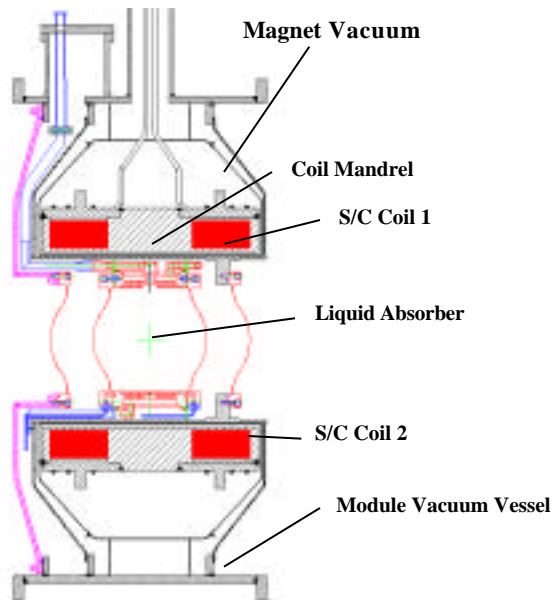 Magnet Vacuum
Coil Mandrel
S/C Coil 1
Liquid Absorber
S/C Coil 2
Module Vacuum Vessel